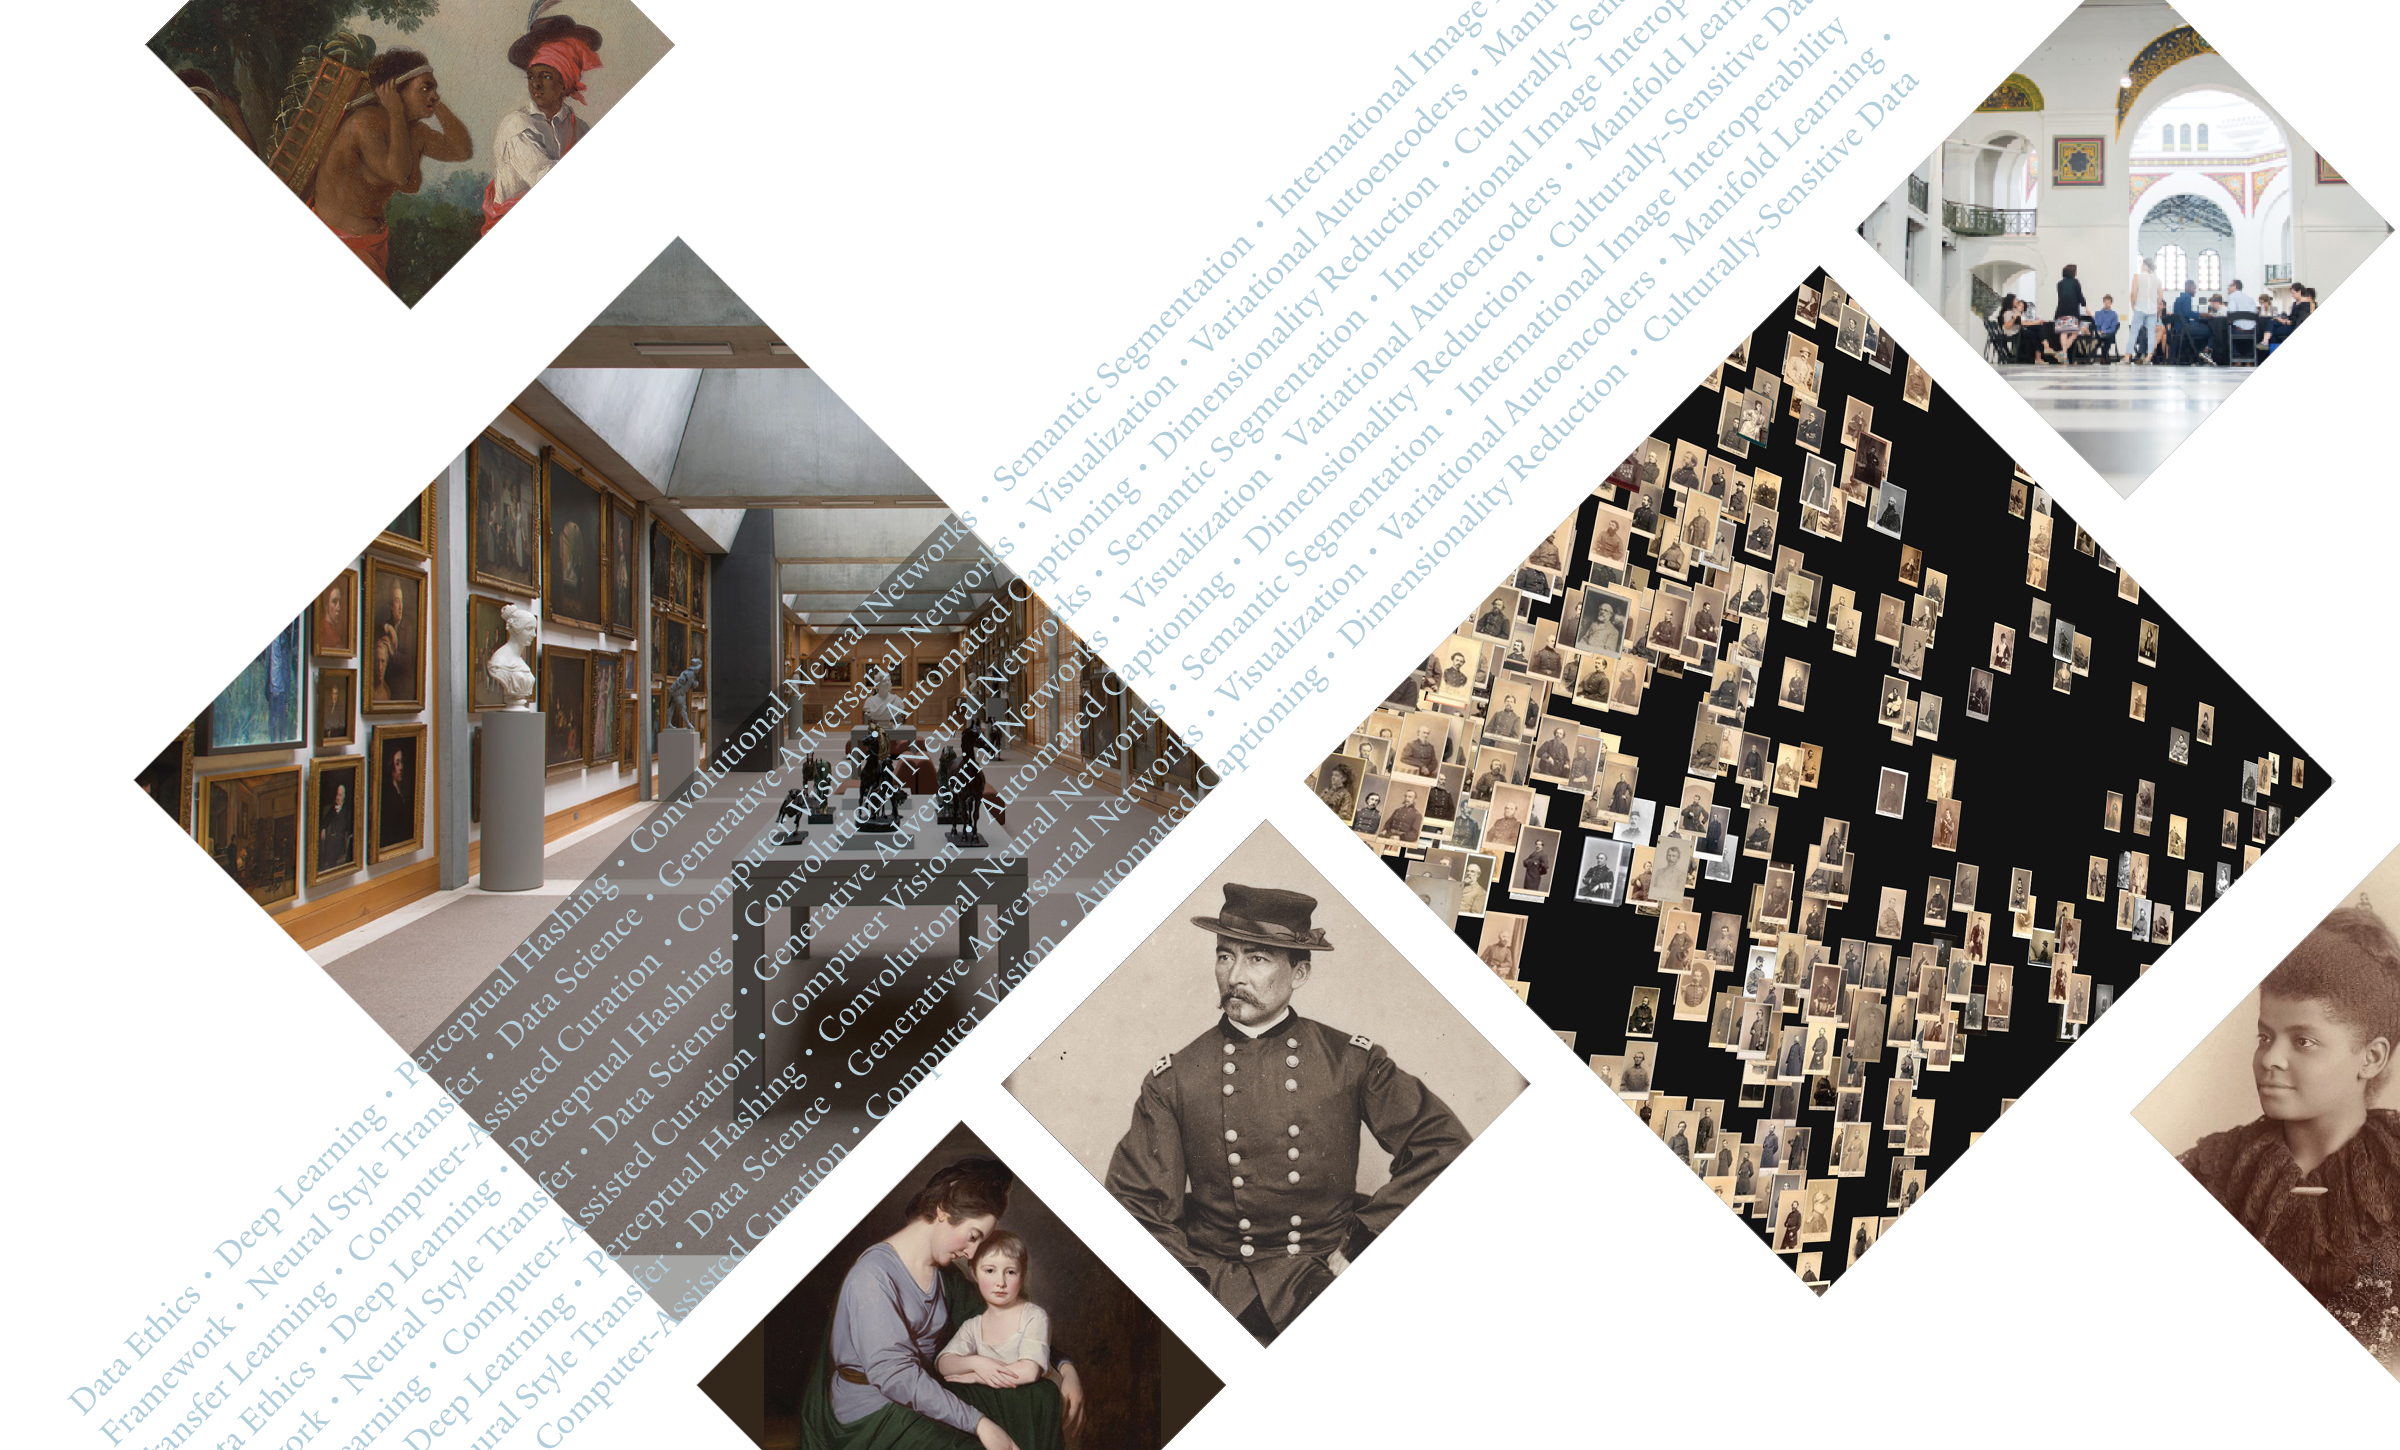 Data Ethics • Deep Learning • Perceptual Hashing • Convolutional Neural Networks • Semantic Segmentation • International Image
Framework • Neural Style Transfer • Data Science • Generative Adversarial Networks • Visualization • Variational Autoencoders •
ransfer Learning • Computer-Assisted Curation • Computer Vision • Automated Captioning • Dimensionality Reduction • Culturally-Sen
ta Ethics • Deep Learning • Perceptual Hashing • Convolutional Neural Networks • Semantic Segmentation • International Image Interop
ork • Neural Style Transfer • Data Science • Generative Adversarial Networks • Visualization • Variational Autoencoders • Manifold Learn
arning • Computer-Assisted Curation • Computer Vision • Automated Captioning • Dimensionality Reduction • Culturally-Sensitive Da
Deep Learning • Perceptual Hashing • Convolutional Neural Networks • Semantic Segmentation • International Image Interoperability
ural Style Transfer • Data Science • Generative Adversarial Networks • Visualization • Variational Autoencoders • Manifold Learning •
Computer-Assisted Curation • Computer Vision • Automated Captioning • Dimensionality Reduction • Culturally-Sensitive Data